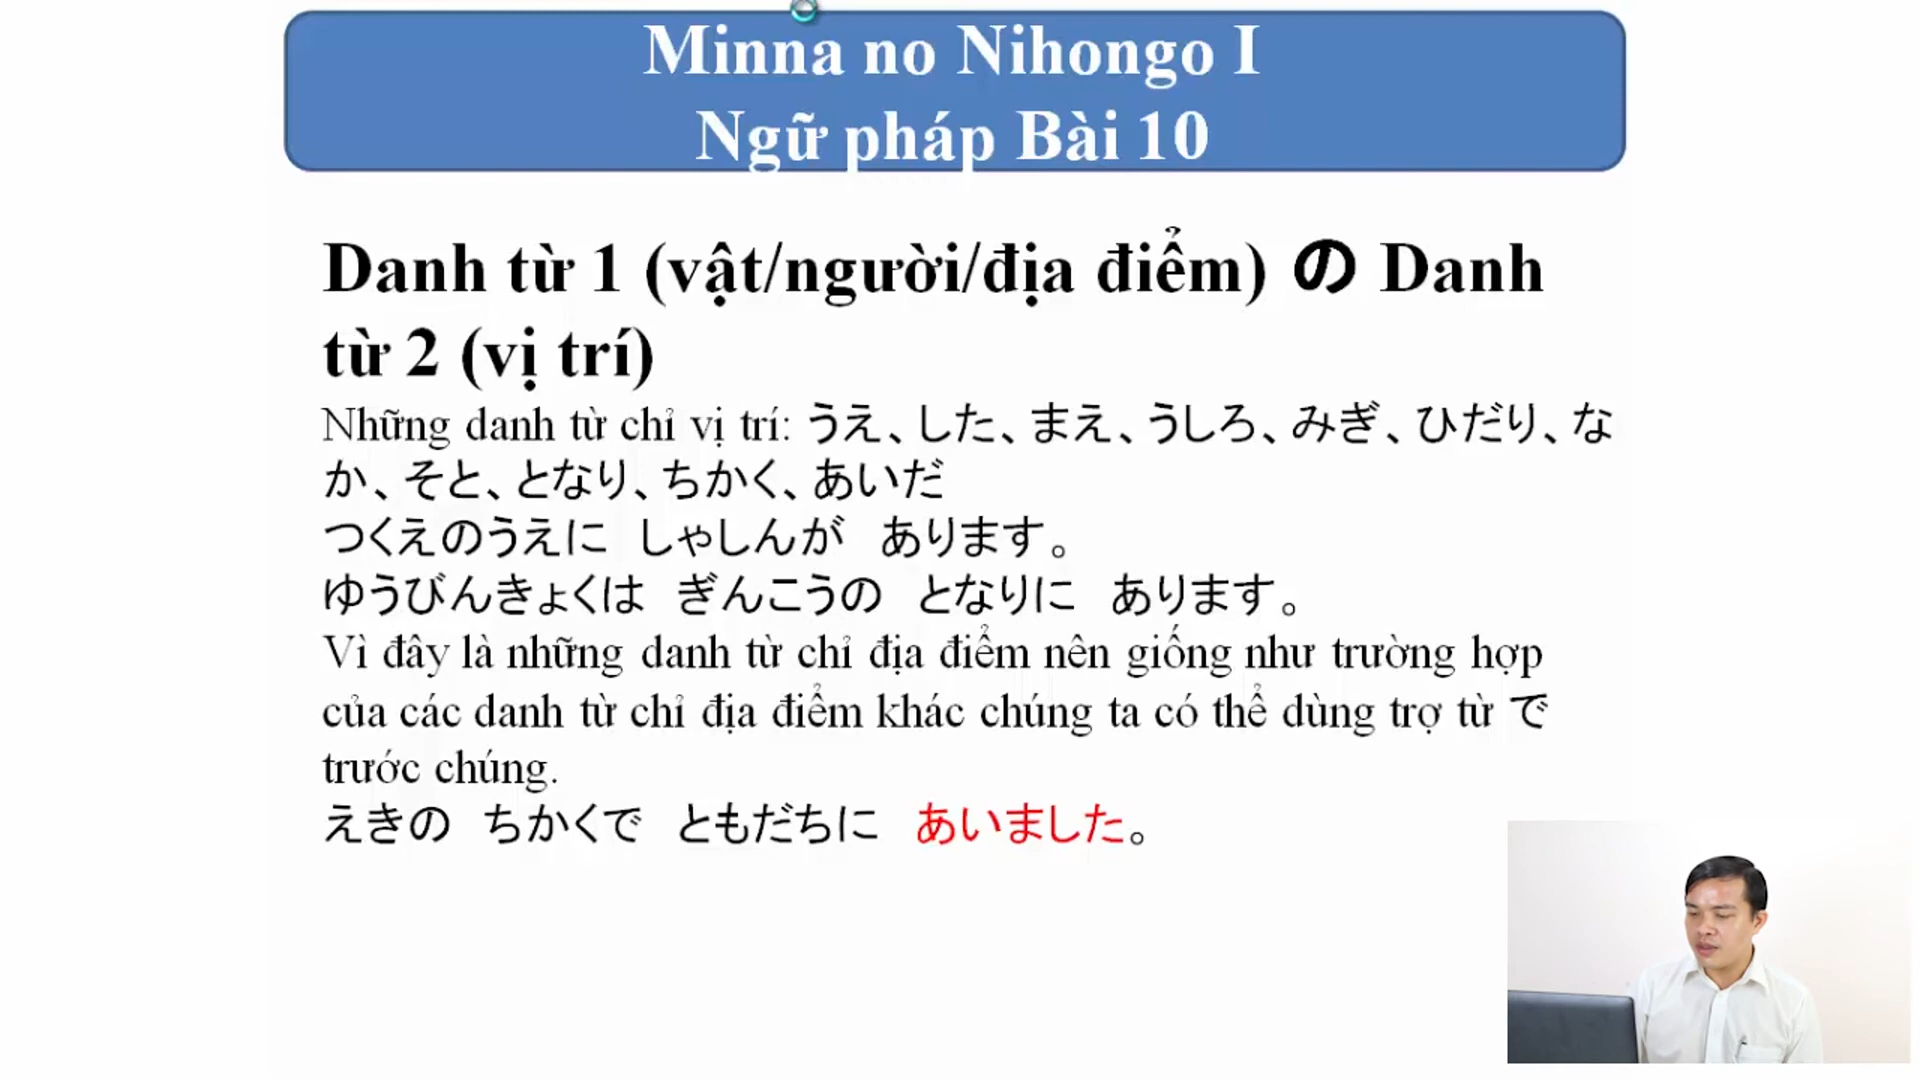 Minna no Nihongo I
Ngữ pháp Bài 10
Danh từ 1 (vật/người/địa điểm) の Danh
từ 2 (vị trí)
Những danh từ chỉ vị trí: うえ、した、まえ、うしろ、みぎ、ひだり、な
か、そと、となり、ちかく、あいだ
つくえのうえに　しゃしんが　あります。
ゆうびんきょくは　ぎんこうの　となりに　あります。
Vì đây là những danh từ chỉ địa điểm nên giống như trường hợp
của các danh từ chỉ địa điểm khác chúng ta có thể dùng trợ từ で
trước chúng.
えきの　ちかくで　ともだちに　あいました。